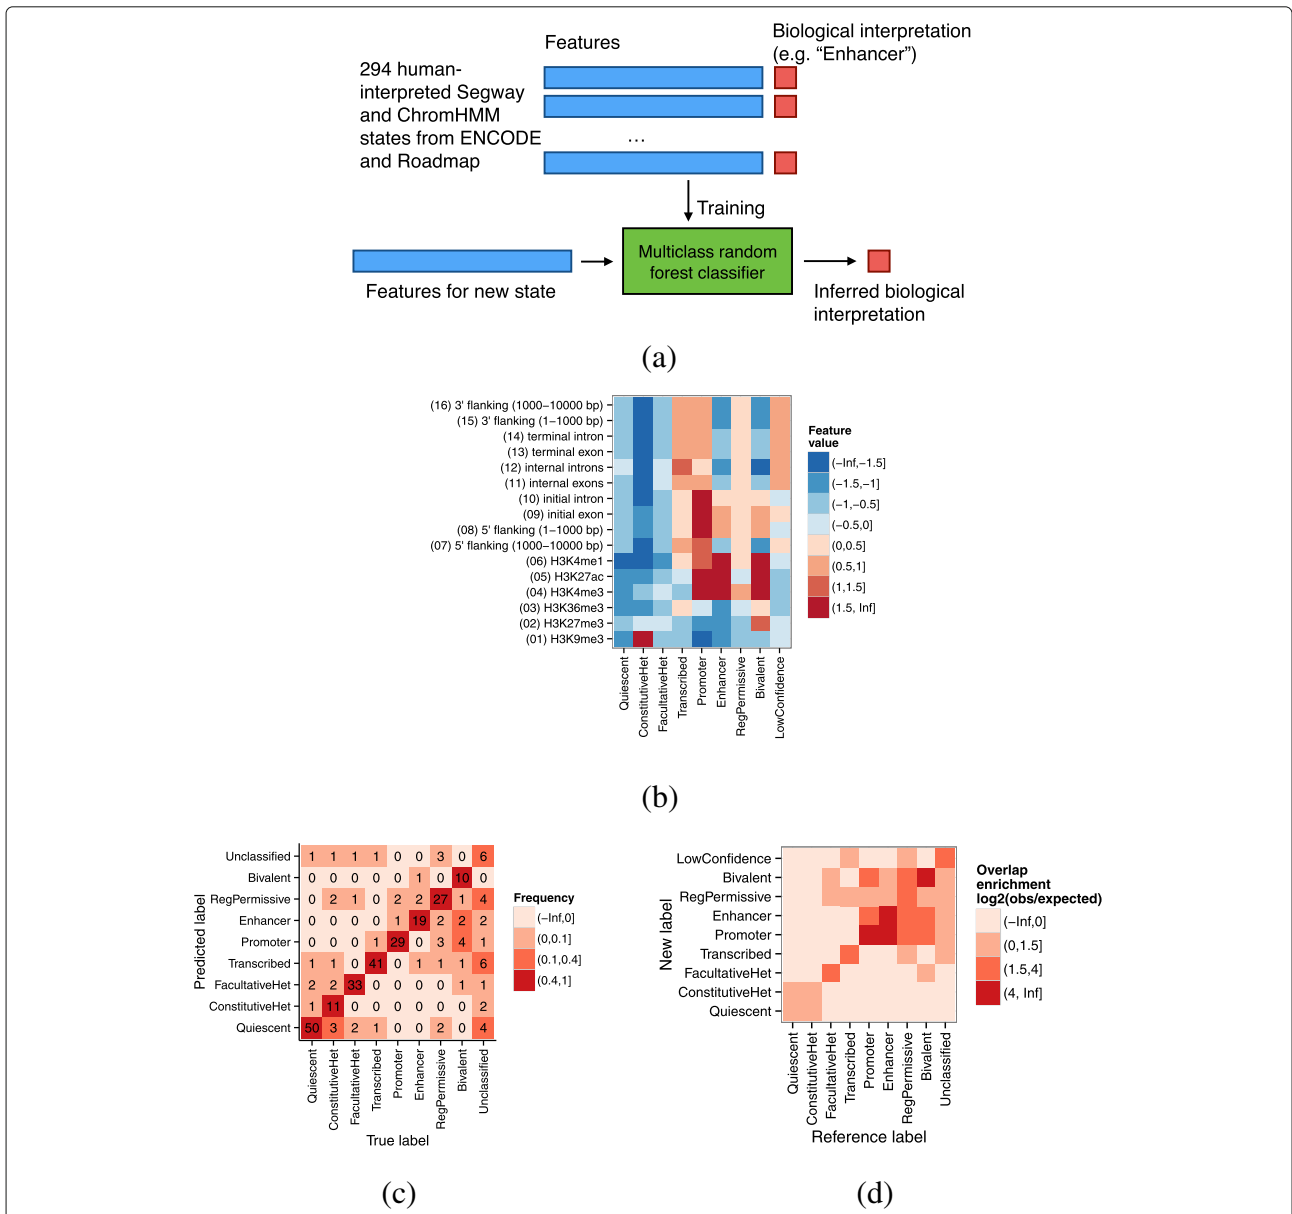 Features
Biological interpretation
(e.g. “Enhancer”)
294 human-
interpreted Segway
and ChromHMM
states from ENCODE
and Roadmap
...
Training
Multiclass random
forest classifier
Features for new state
Inferred biological
interpretation
(a)
(16) 3' flanking (1000−10000 bp)
(15) 3' flanking (1−1000 bp)
(14) terminal intron
(13) terminal exon
(12) internal introns
(11) internal exons
(10) initial intron
(09) initial exon
(08) 5' flanking (1−1000 bp)
(07) 5' flanking (1000−10000 bp)
(06) H3K4me1
(05) H3K27ac
(04) H3K4me3
(03) H3K36me3
(02) H3K27me3
(01) H3K9me3
Quiescent
ConstitutiveHet
FacultativeHet
Transcribed
Promoter
Enhancer
RegPermissive
Bivalent
LowConfidence
Feature
value
(−Inf,−1.5]
(−1.5,−1]
(−1,−0.5]
(−0.5,0]
(0,0.5]
(0.5,1]
(1,1.5]
(1.5, Inf]
(b)
Predicted label
Unclassified 1 1 1 1 0 0 3 0 6
Bivalent 0 0 0 0 0 1 0 10 0
RegPermissive 0 2 1 0 2 2 27 1 4
Enhancer 0 0 0 0 1 19 2 2 2
Promoter 0 0 0 1 29 0 3 4 1
Transcribed 1 1 0 41 0 1 1 1 6
FacultativeHet 2 2 33 0 0 0 0 1 1
ConstitutiveHet 1 11 0 0 0 0 0 0 2
Quiescent 50 3 2 1 0 0 2 0 4
Quiescent
ConstitutiveHet
FacultativeHet
Transcribed
Promoter
Enhancer
RegPermissive
Bivalent
Unclassified
True label
Frequency
(−Inf,0]
(0,0.1]
(0.1,0.4]
(0.4,1]
(c)
New label
LowConfidence
Bivalent
RegPermissive
Enhancer
Promoter
Transcribed
FacultativeHet
ConstitutiveHet
Quiescent
Quiescent
ConstitutiveHet
FacultativeHet
Transcribed
Promoter
Enhancer
RegPermissive
Bivalent
Unclassified
Reference label
Overlap
enrichment
log2(obs/expected)
(−Inf,0]
(0,1.5]
(1.5,4]
(4, Inf]
(d)